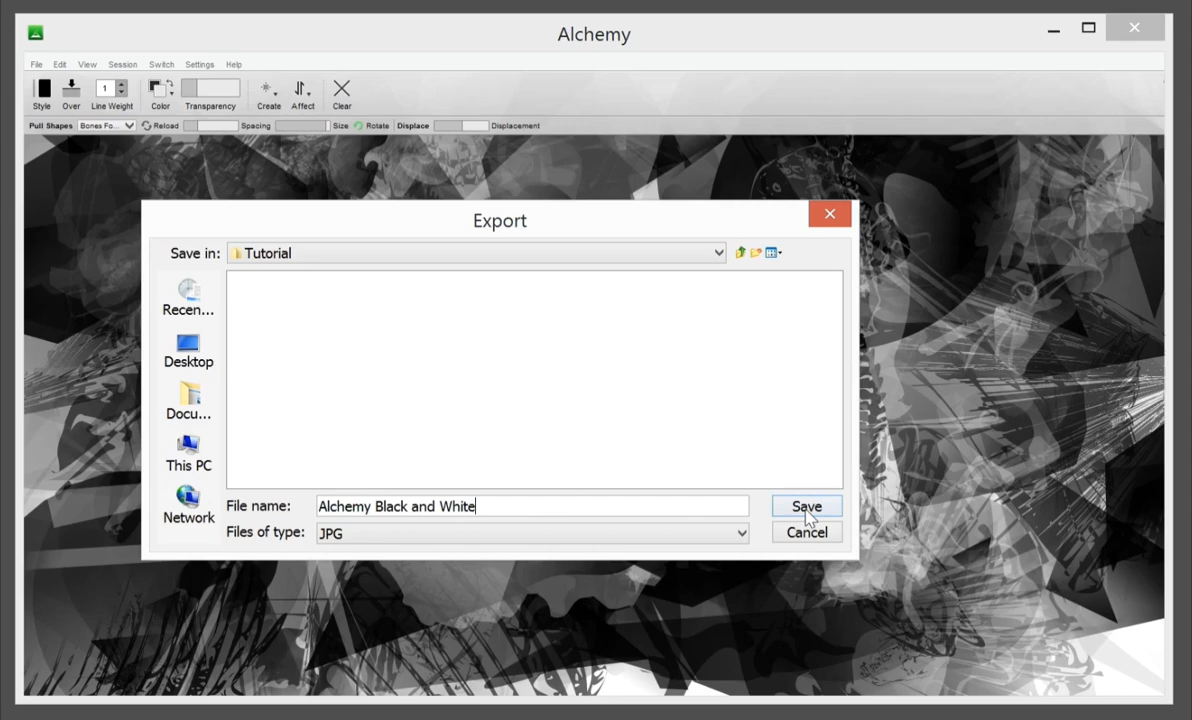 Alchemy
File Edit View Session Switch Settings Help
1
Style Over Line Weight Color Transparency Create Affect Clear
Pull Shapes Bones Fo... Reload Spacing Size Rotate Displace Displacement
Export
Save in: Tutorial
Recen...
Desktop
Docu...
This PC
Network
File name: Alchemy Black and White Save
Files of type: JPG Cancel